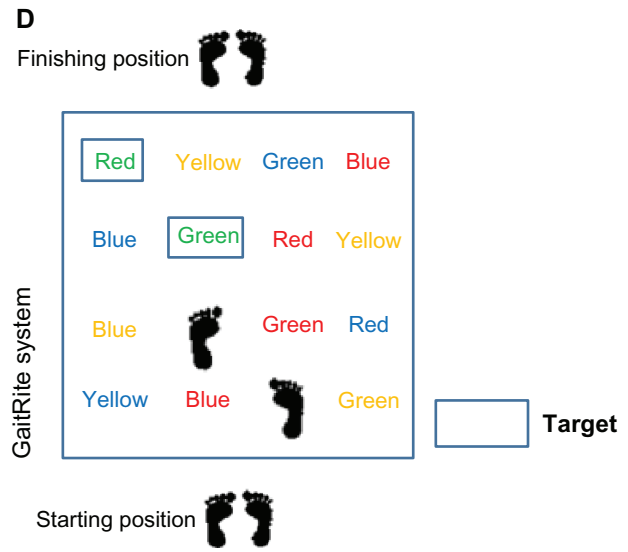 D
Finishing position
Red Yellow Green Blue
Blue Green Red Yellow
Blue Green Red
Yellow Blue Green
GaitRite system
Target
Starting position